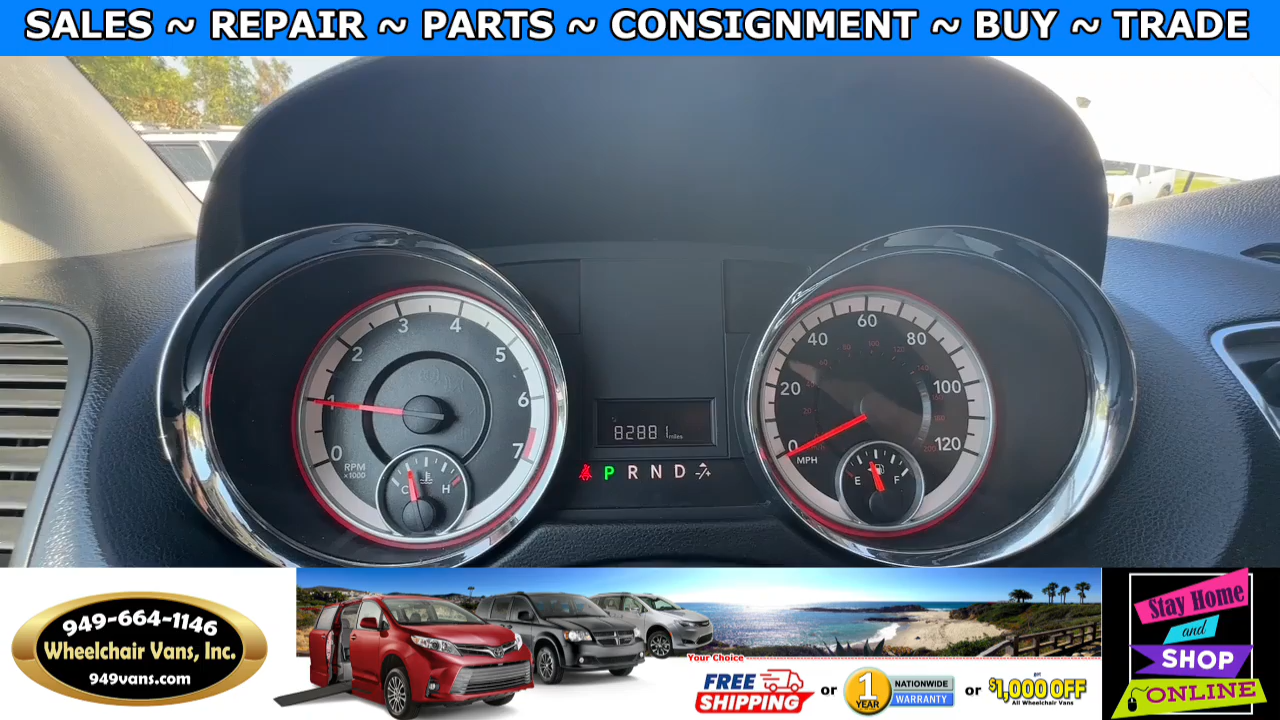 SALES ~ REPAIR ~ PARTS ~ CONSIGNMENT ~ BUY ~ TRADE
0 1 2 3 4 5 6 7
RPM
x1000
C H
82881 miles
P R N D
0 20 40 60 80 100 120
MPH
E F
949-664-1146
Wheelchair Vans, Inc.
949vans.com
Your Choice
FREE
SHIPPING
or
1
YEAR
NATIONWIDE
WARRANTY
or
get
$1,000 OFF
All Wheelchair Vans
Stay Home
and
SHOP
ONLINE